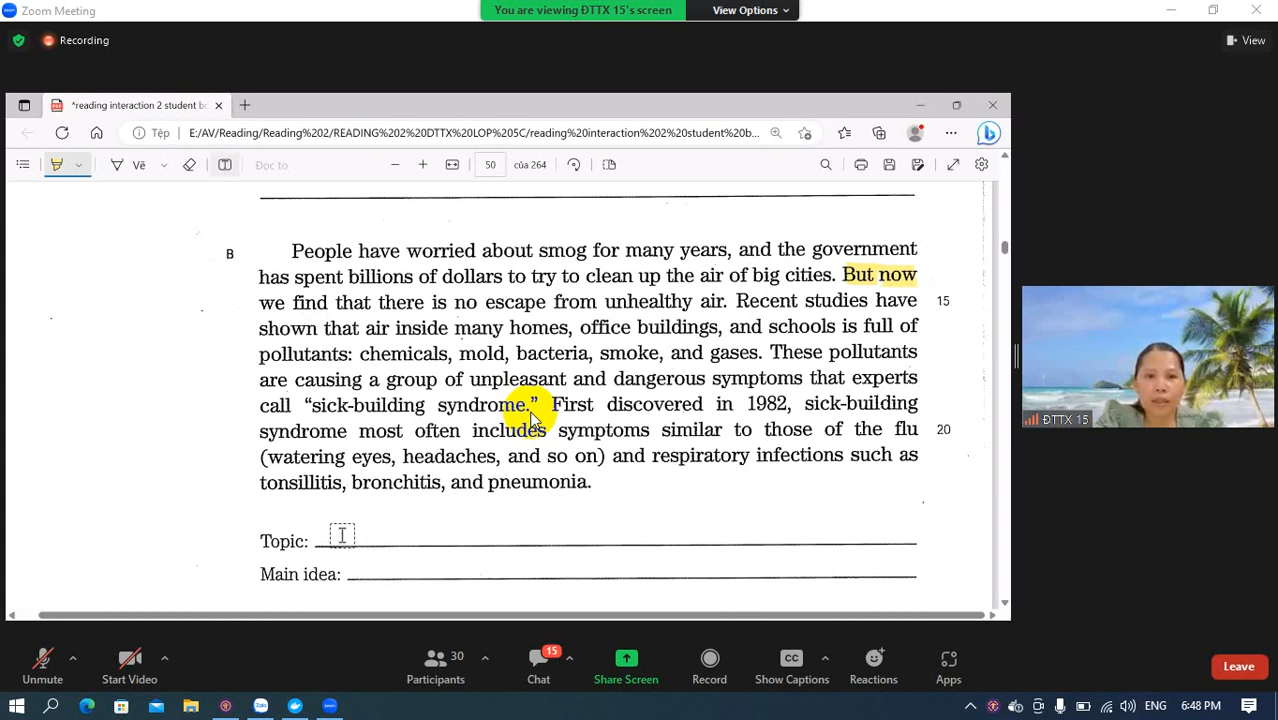 Zoom Meeting
You are viewing ĐTTX 15's screen
View Options
Recording
View
*reading interaction 2 student bo
Tệp
E:/AV/Reading/Reading%202/READING%202%20DTTX%20LOP%205C/reading%20interaction%202%20student%20b...
Vẽ
Đọc to
50
của 264
B
People have worried about smog for many years, and the government
has spent billions of dollars to try to clean up the air of big cities. But now
we find that there is no escape from unhealthy air. Recent studies have
15
shown that air inside many homes, office buildings, and schools is full of
pollutants: chemicals, mold, bacteria, smoke, and gases. These pollutants
are causing a group of unpleasant and dangerous symptoms that experts
call “sick-building syndrome.” First discovered in 1982, sick-building
syndrome most often includes symptoms similar to those of the flu
20
(watering eyes, headaches, and so on) and respiratory infections such as
tonsillitis, bronchitis, and pneumonia.
Topic:
Main idea:
ĐTTX 15
Unmute
Start Video
30
Participants
15
Chat
Share Screen
Record
CC
Show Captions
Reactions
Apps
Leave
ENG
6:48 PM